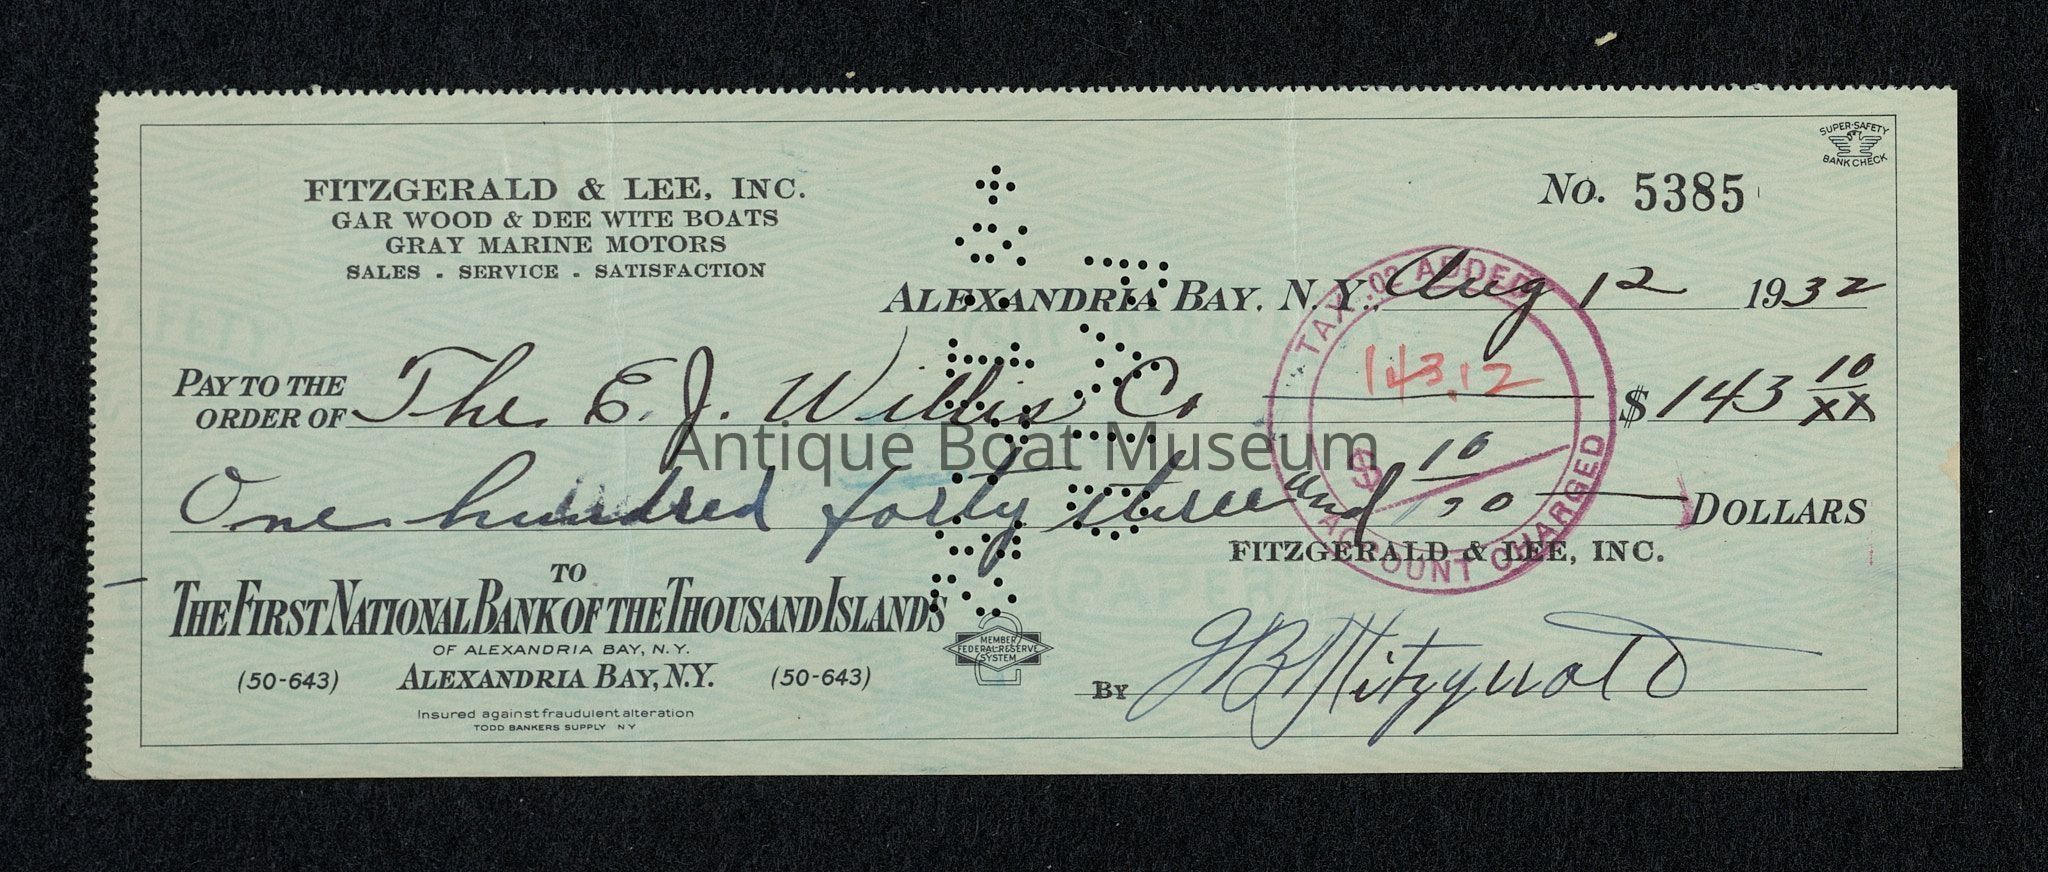 SUPER-SAFETY
BANK CHECK
FITZGERALD & LEE, INC.
GAR WOOD & DEE WITE BOATS
GRAY MARINE MOTORS
SALES - SERVICE - SATISFACTION
No. 5385
ALEXANDRIA BAY, N.Y., Aug 12 1932
TAX .02 ADDED
143.12
$
ACCOUNT CHARGED
PAY TO THE
ORDER OF The E. J. Willis Co $143 10/XX
Antique Boat Museum
One hundred forty three and 10/00 DOLLARS
FITZGERALD & LEE, INC.
TO
THE FIRST NATIONAL BANK OF THE THOUSAND ISLANDS
OF ALEXANDRIA BAY, N.Y.
(50-643) ALEXANDRIA BAY, N.Y. (50-643)
MEMBER
FEDERAL RESERVE
SYSTEM
By Fitzgerald
Insured against fraudulent alteration
TODD BANKERS SUPPLY NY